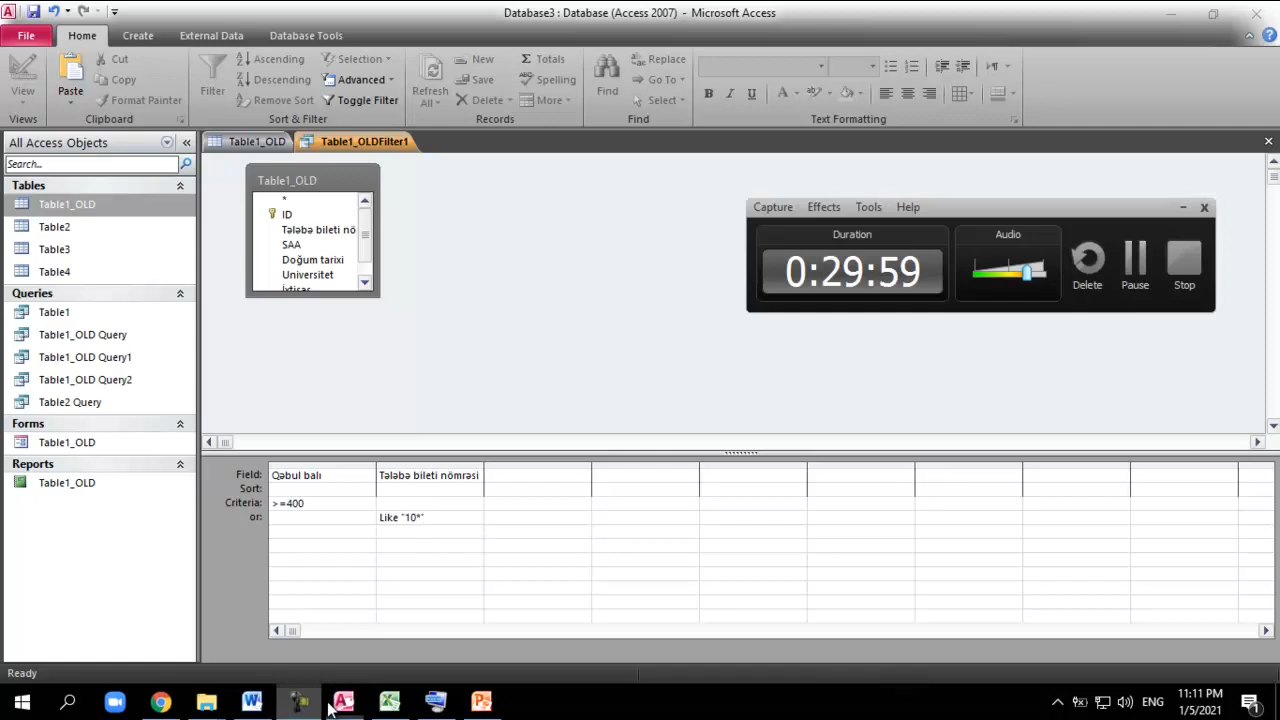 Database3 : Database (Access 2007) - Microsoft Access
File Home Create External Data Database Tools
View
Views
Paste
Cut
Copy
Format Painter
Clipboard
Filter
Ascending
Descending
Remove Sort
Selection
Advanced
Toggle Filter
Sort & Filter
Refresh
All
New
Save
Delete
Totals
Spelling
More
Records
Find
Replace
Go To
Select
Find
B I U A ab
Text Formatting
All Access Objects
Search...
Tables
Table1_OLD
Table2
Table3
Table4
Queries
Table1
Table1_OLD Query
Table1_OLD Query1
Table1_OLD Query2
Table2 Query
Forms
Table1_OLD
Reports
Table1_OLD
Table1_OLD Table1_OLDFilter1
Table1_OLD
*
ID
Tələbə bileti nö
SAA
Doğum tarixi
Universitet
İxtisas
Capture Effects Tools Help
Duration
0:29:59
Audio
Delete Pause Stop
Field: Qəbul balı Tələbə bileti nömrəsi
Sort:
Criteria: >=400
or: Like "10*"
Ready
ENG
11:11 PM
1/5/2021
1